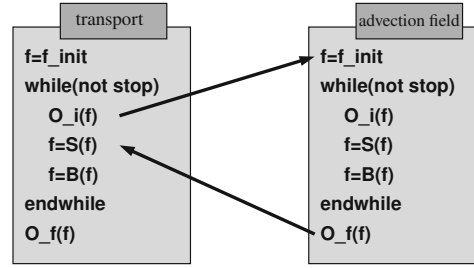 transport
f=f_init
while(not stop)
O_i(f)
f=S(f)
f=B(f)
endwhile
O_f(f)
advection field
f=f_init
while(not stop)
O_i(f)
f=S(f)
f=B(f)
endwhile
O_f(f)